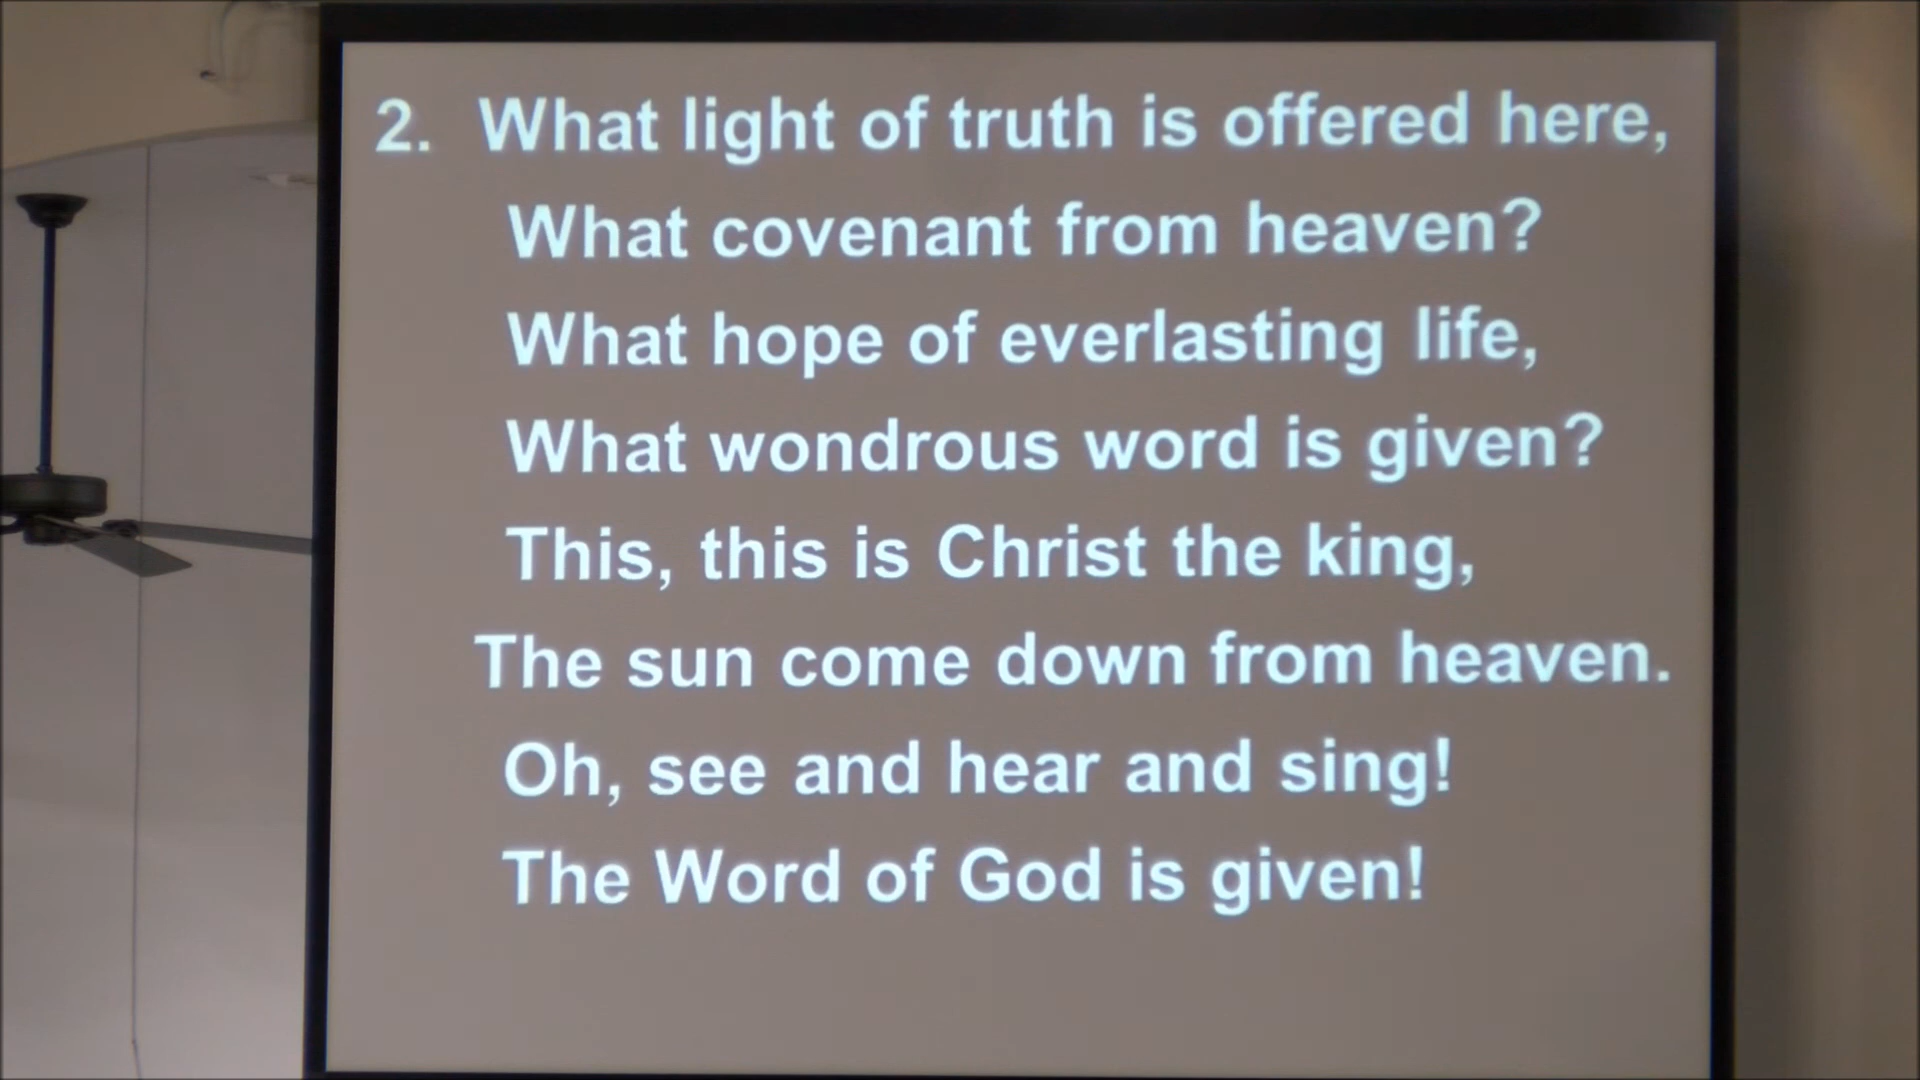 2. What light of truth is offered here,
What covenant from heaven?
What hope of everlasting life,
What wondrous word is given?
This, this is Christ the king,
The sun come down from heaven.
Oh, see and hear and sing!
The Word of God is given!